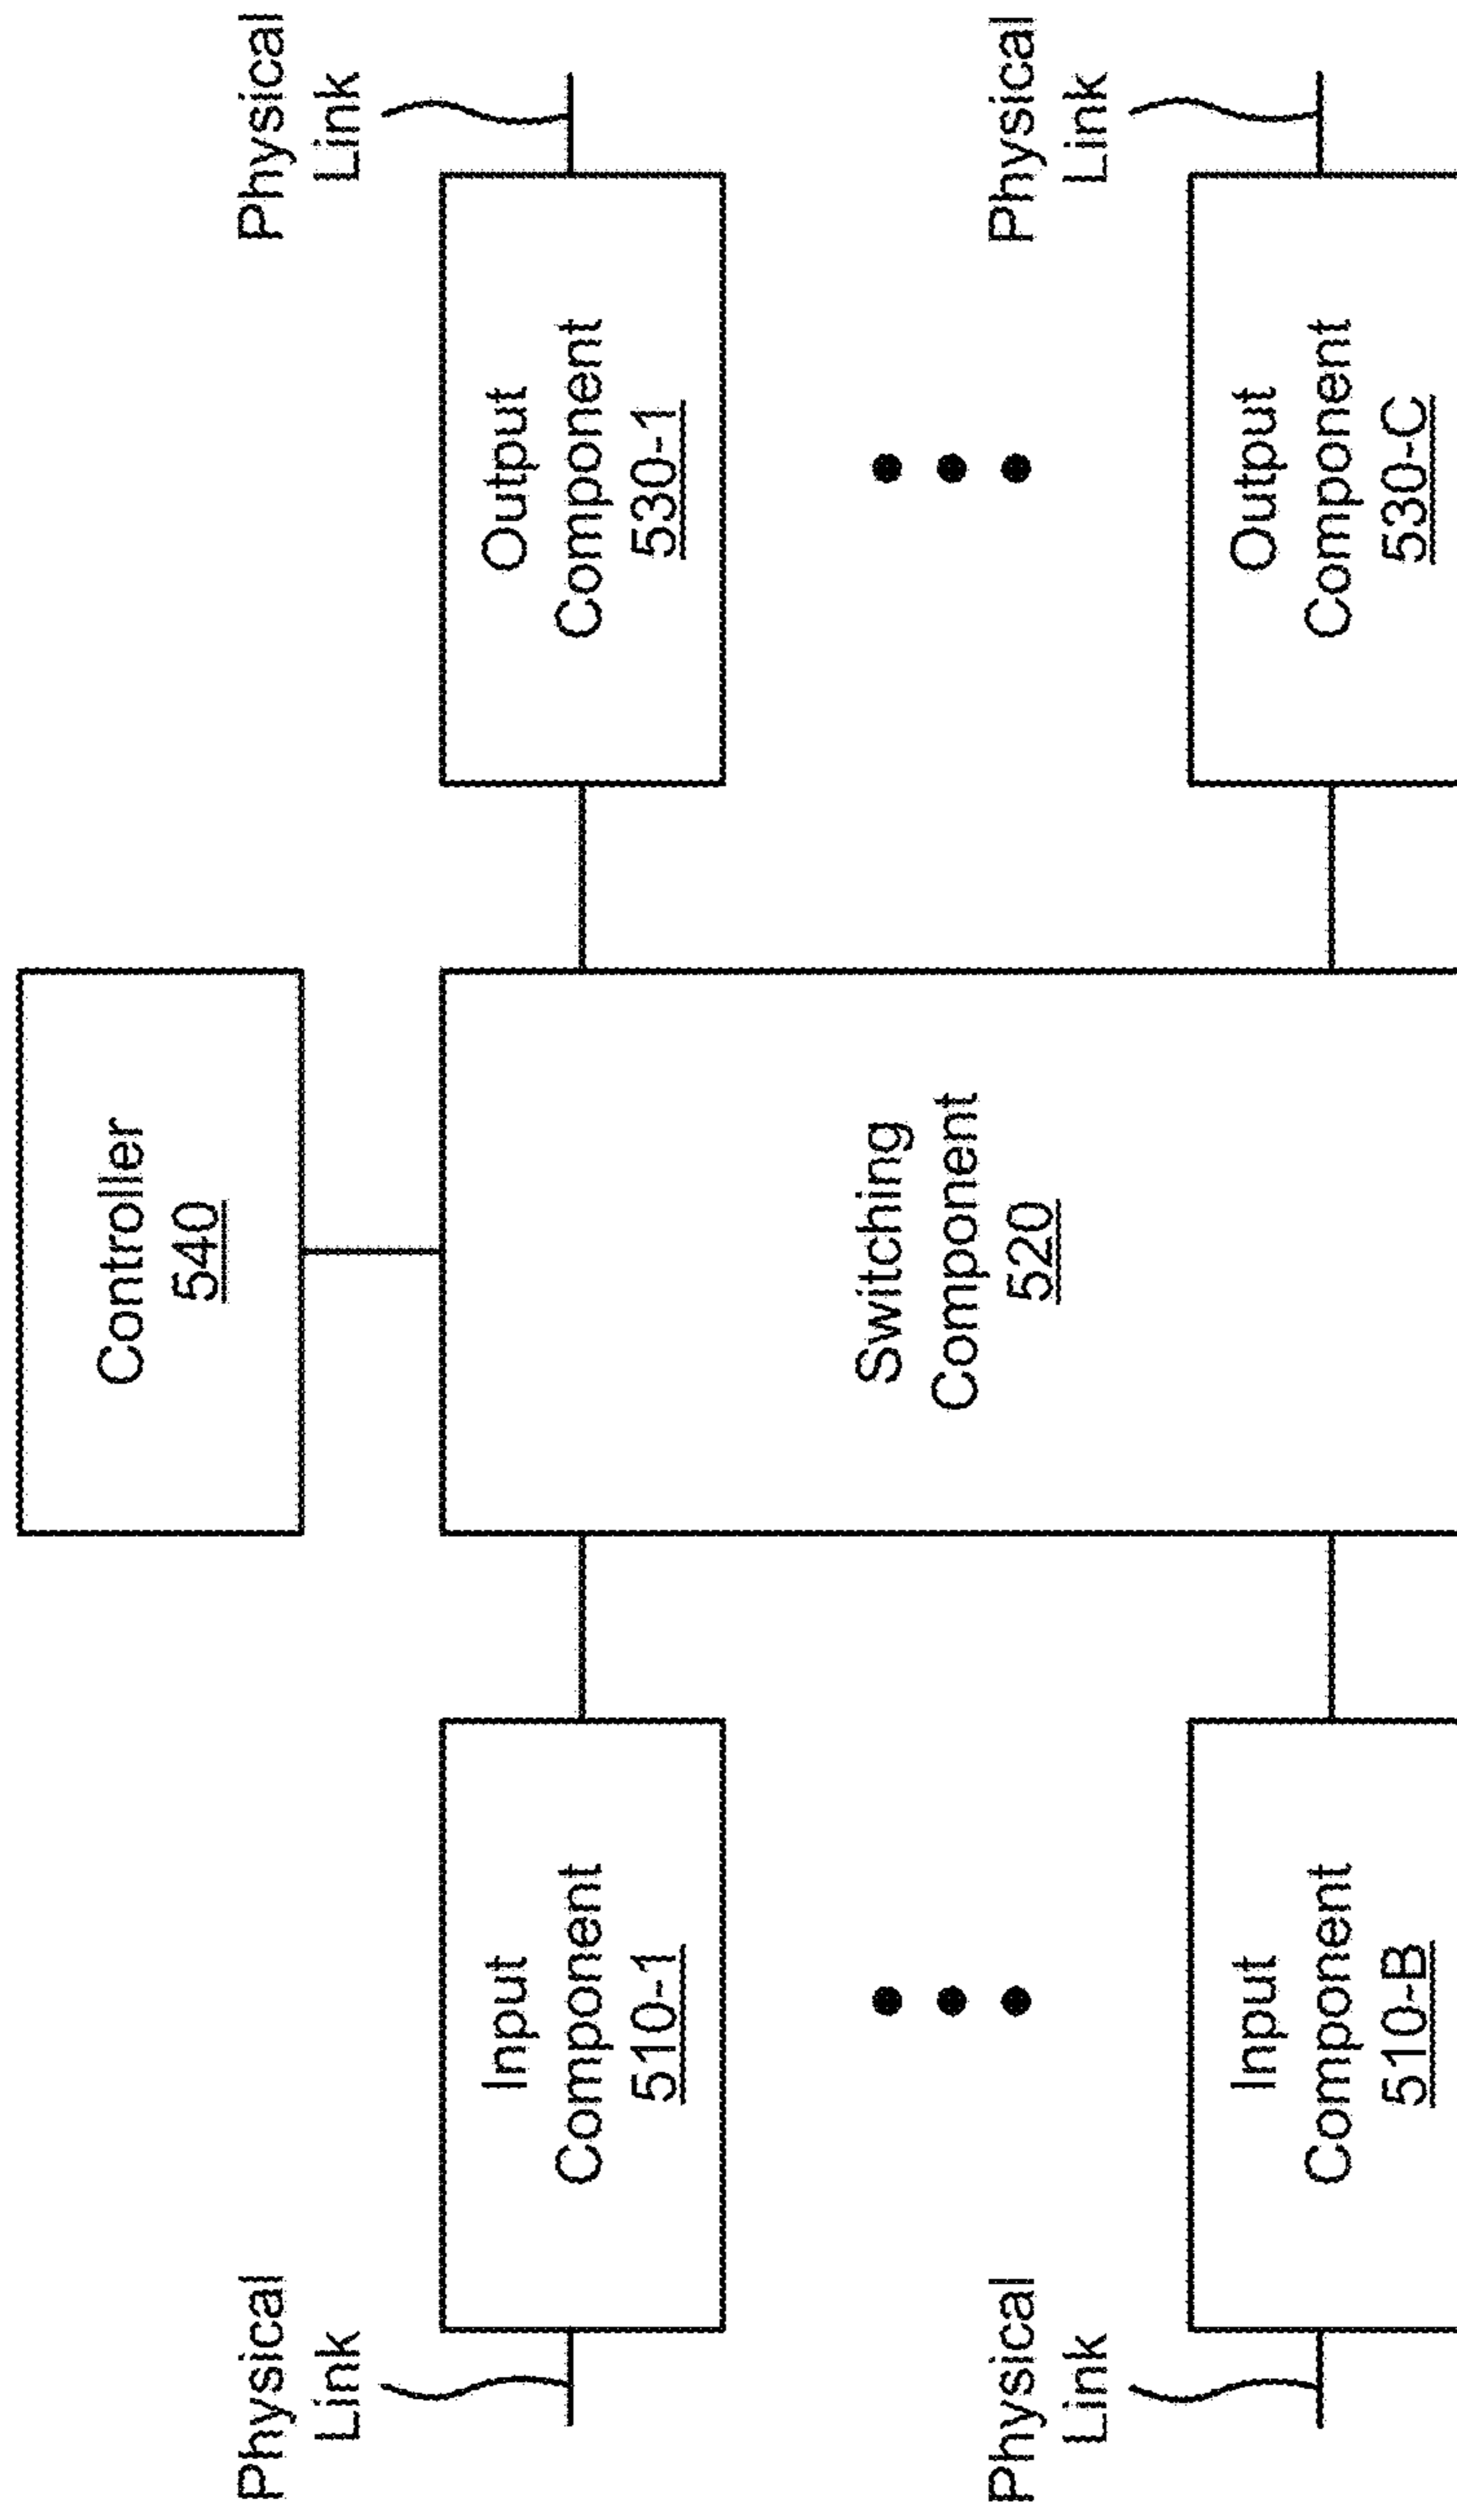 Controller
540
Physical
Link
Input
Component
510-1
Switching
Component
520
Output
Component
530-1
Physical
Link
Physical
Link
Input
Component
510-B
Output
Component
530-C
Physical
Link